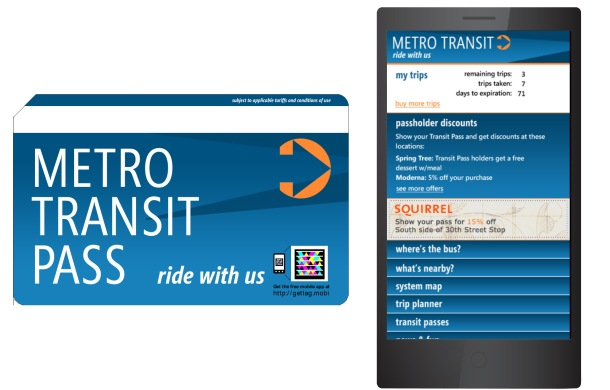 subject to applicable tariffs and conditions of use
METRO
TRANSIT
PASS
ride with us
Get the free mobile app at
http://gettag.mobi
METRO TRANSIT
ride with us
my trips
remaining trips: 3
trips taken: 7
days to expiration: 71
buy more trips
passholder discounts
Show your Transit Pass and get discounts at these
locations:
Spring Tree: Transit Pass holders get a free
dessert w/meal
Moderna: 5% off your purchase
see more offers
SQUIRREL
Show your pass for 15% off
South side of 30th Street Stop
where's the bus?
what's nearby?
system map
trip planner
transit passes